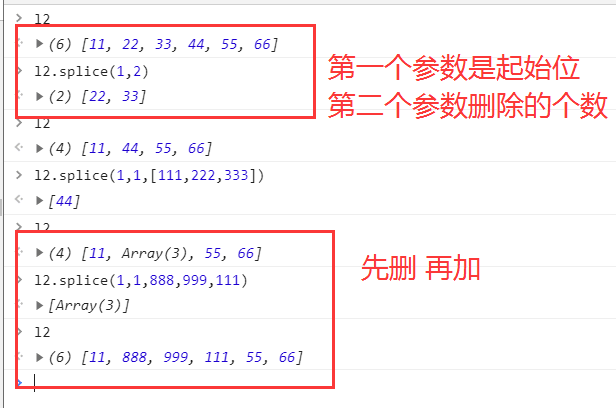 l2
(6) [11, 22, 33, 44, 55, 66]
l2.splice(1,2)
(2) [22, 33]
第一个参数是起始位
第二个参数删除的个数
l2
(4) [11, 44, 55, 66]
l2.splice(1,1,[111,222,333])
[44]
l2
(4) [11, Array(3), 55, 66]
l2.splice(1,1,888,999,111)
[Array(3)]
先删 再加
l2
(6) [11, 888, 999, 111, 55, 66]